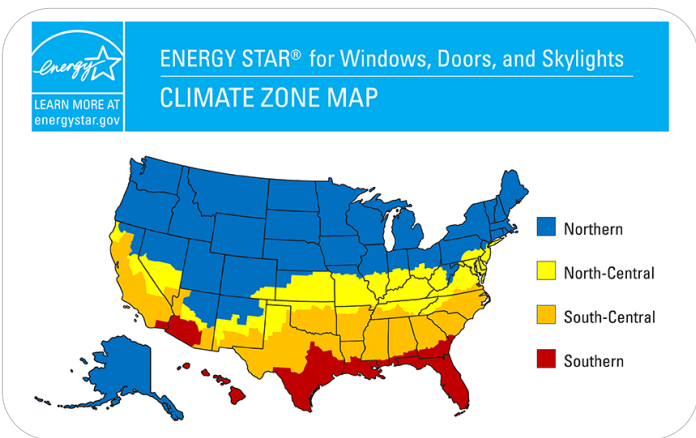 energy
LEARN MORE AT
energystar.gov
ENERGY STAR® for Windows, Doors, and Skylights
CLIMATE ZONE MAP
Northern
North-Central
South-Central
Southern